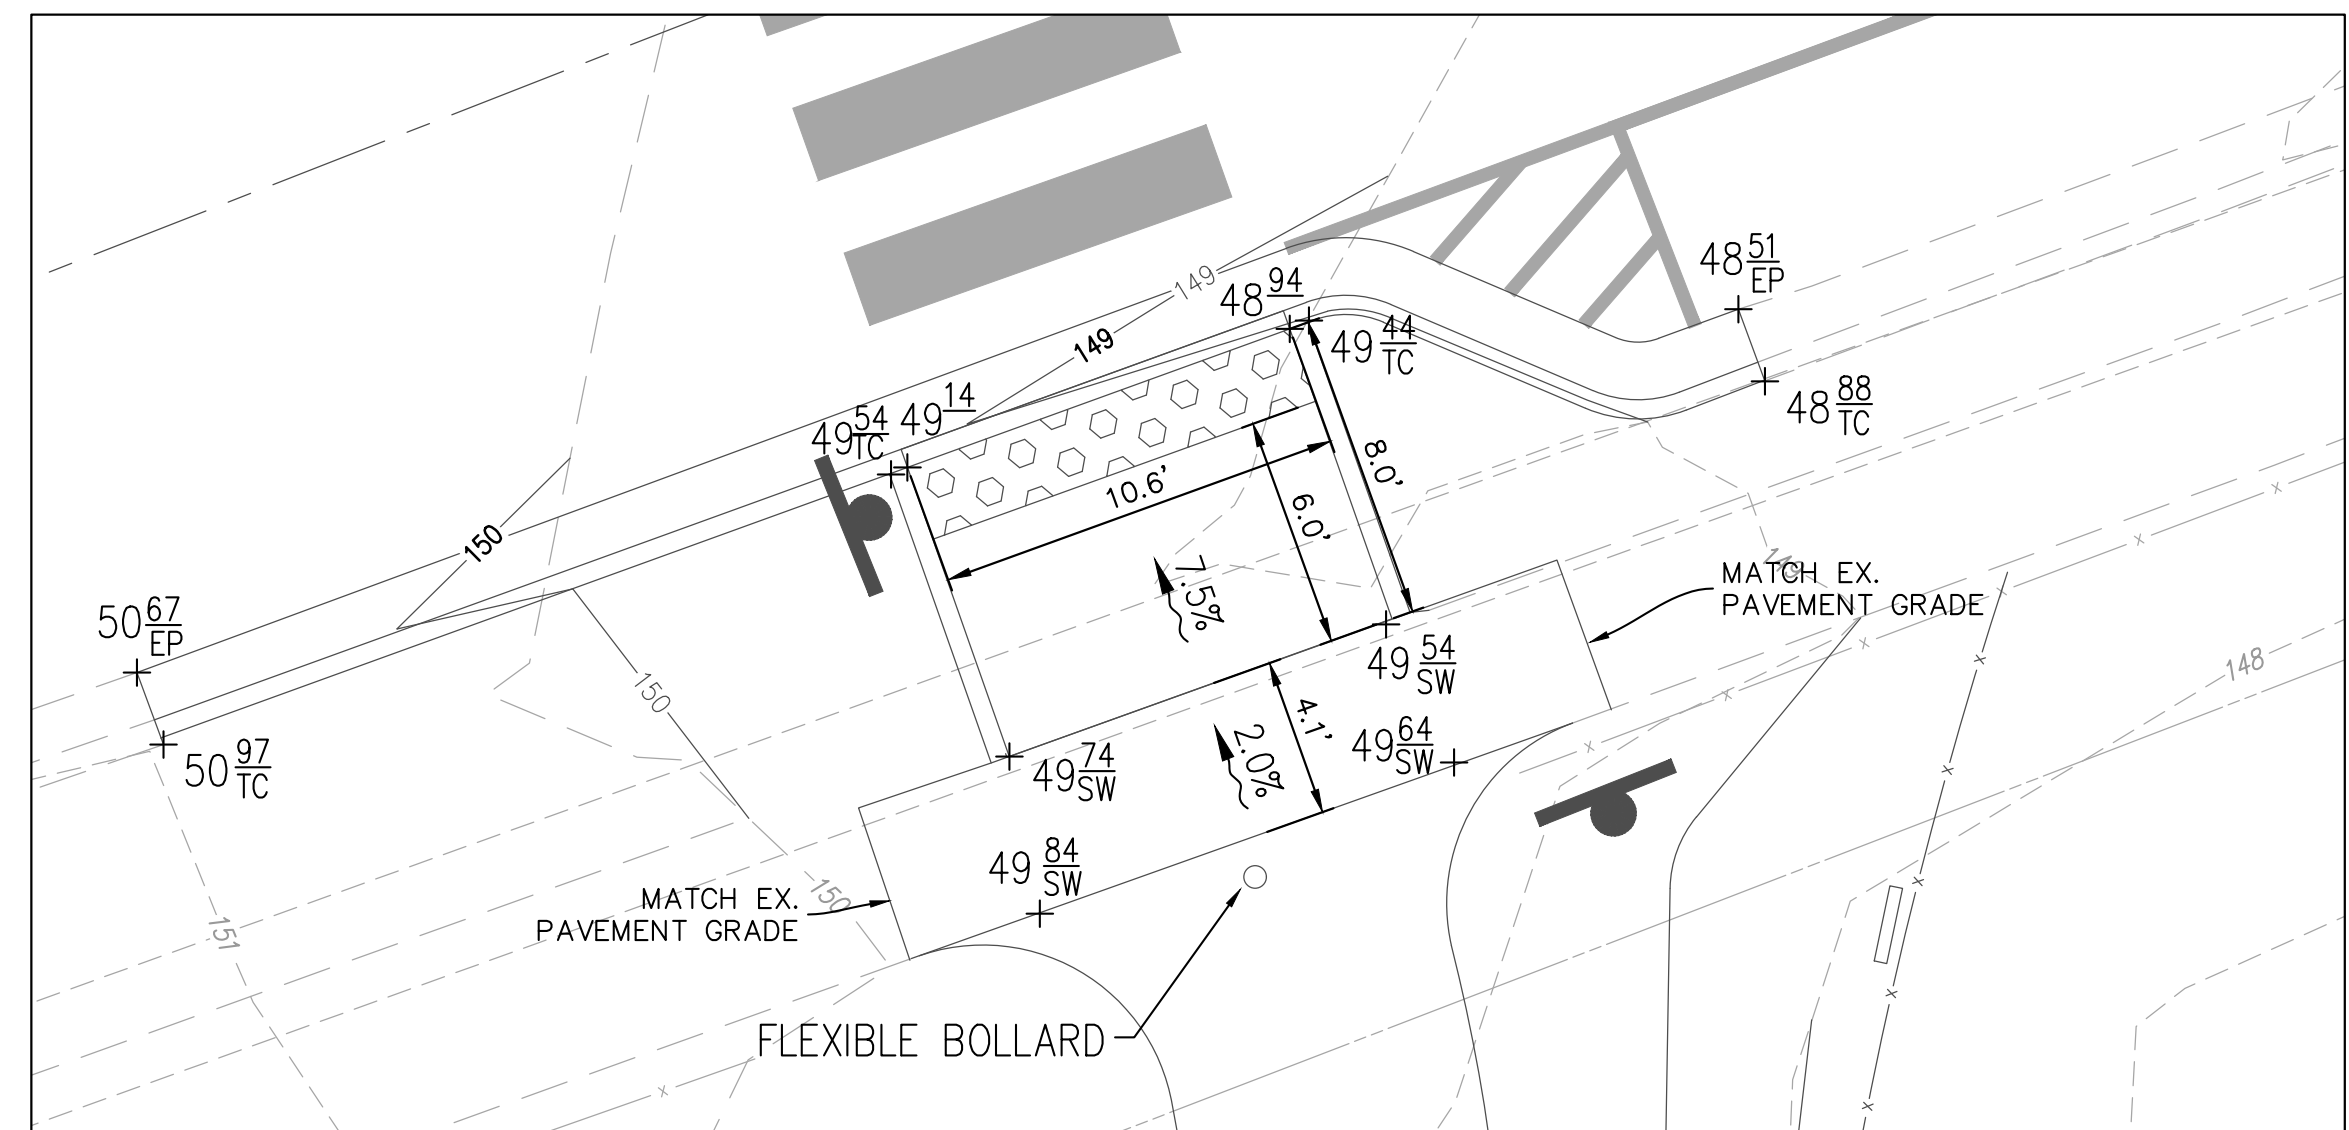 48 51
EP
149
48 94
149
49 44
TC
49 14
49 54
TC
48 88
TC
8.0'
10.6'
6.0'
150
7.5%
149
MATCH EX.
PAVEMENT GRADE
50 67
EP
49 54
SW
148
150
4.1'
49 64
SW
50 97
TC
49 74
SW
2.0%
49 84
SW
150
MATCH EX.
PAVEMENT GRADE
151
FLEXIBLE BOLLARD
x
x
x
x
x
x
x
x
x
x
x
x
x